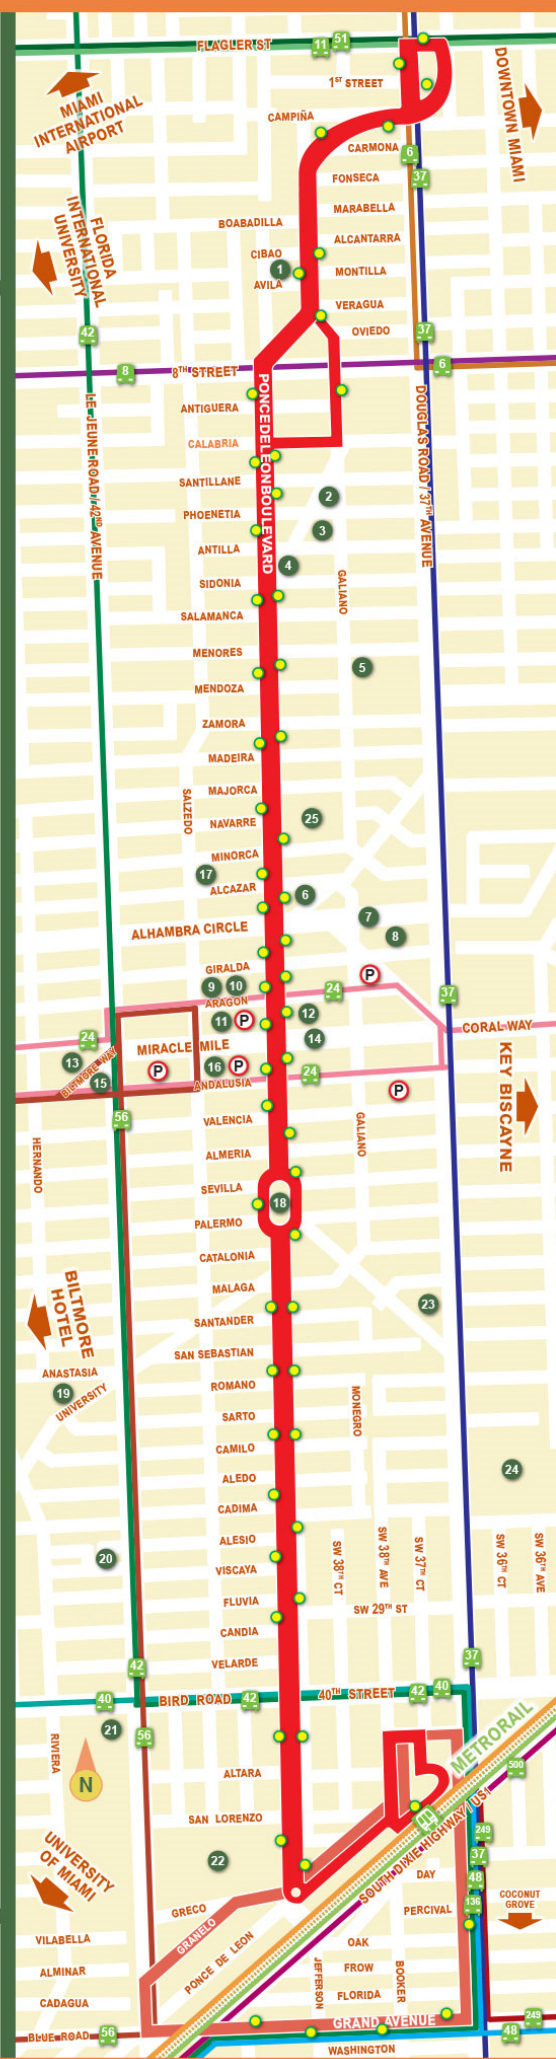 FLAGLER ST
11
51
1ST STREET
MIAMI
INTERNATIONAL
AIRPORT
DOWNTOWN MIAMI
CAMPIÑA
CARMONA
6
37
FONSECA
MARABELLA
FLORIDA
INTERNATIONAL
UNIVERSITY
BOABADILLA
ALCANTARRA
CIBAO
1
MONTILLA
AVILA
VERAGUA
OVIEDO
42
37
8
8TH STREET
6
PONCE DE LEON BOULEVARD
LE JEUNE ROAD / 42ND AVENUE
DOUGLAS ROAD / 37TH AVENUE
ANTIGUERA
CALABRIA
SANTILLANE
2
PHOENETIA
3
ANTILLA
4
SIDONIA
GALIANO
SALAMANCA
MENORES
5
MENDOZA
ZAMORA
MADEIRA
MAJORCA
SALZEDO
NAVARRE
25
MINORCA
17
ALCAZAR
6
7
ALHAMBRA CIRCLE
8
GIRALDA
P
9
10
24
37
ARAGON
11
P
12
CORAL WAY
24
MIRACLE MILE
14
13
BILTMORE WAY
P
16
P
24
15
ANDALUSIA
P
KEY BISCAYNE
56
VALENCIA
GALIANO
HERNANDO
ALMERIA
SEVILLA
18
PALERMO
CATALONIA
BILTMORE
HOTEL
MALAGA
23
SANTANDER
SAN SEBASTIAN
ANASTASIA
19
UNIVERSITY
ROMANO
MONEGRO
SARTO
CAMILO
24
ALEDO
CADIMA
ALESIO
20
SW 38TH CT
SW 38TH AVE
SW 37TH CT
SW 36TH CT
SW 36TH AVE
VISCAYA
FLUVIA
SW 29TH ST
CANDIA
VELARDE
42
37
40
BIRD ROAD
42
40TH STREET
42
40
21
56
RIVIERA
METRORAIL
N
ALTARA
500
SAN LORENZO
SOUTH DIXIE HIGHWAY / US1
249
22
37
UNIVERSITY
OF MIAMI
DAY
48
GRECO
PERCIVAL
136
COCONUT
GROVE
VILABELLA
GRANELO
PONCE DE LEON
OAK
ALMINAR
JEFFERSON
FROW
BOOKER
CADAGUA
FLORIDA
249
BLUE ROAD
56
GRAND AVENUE
48
WASHINGTON